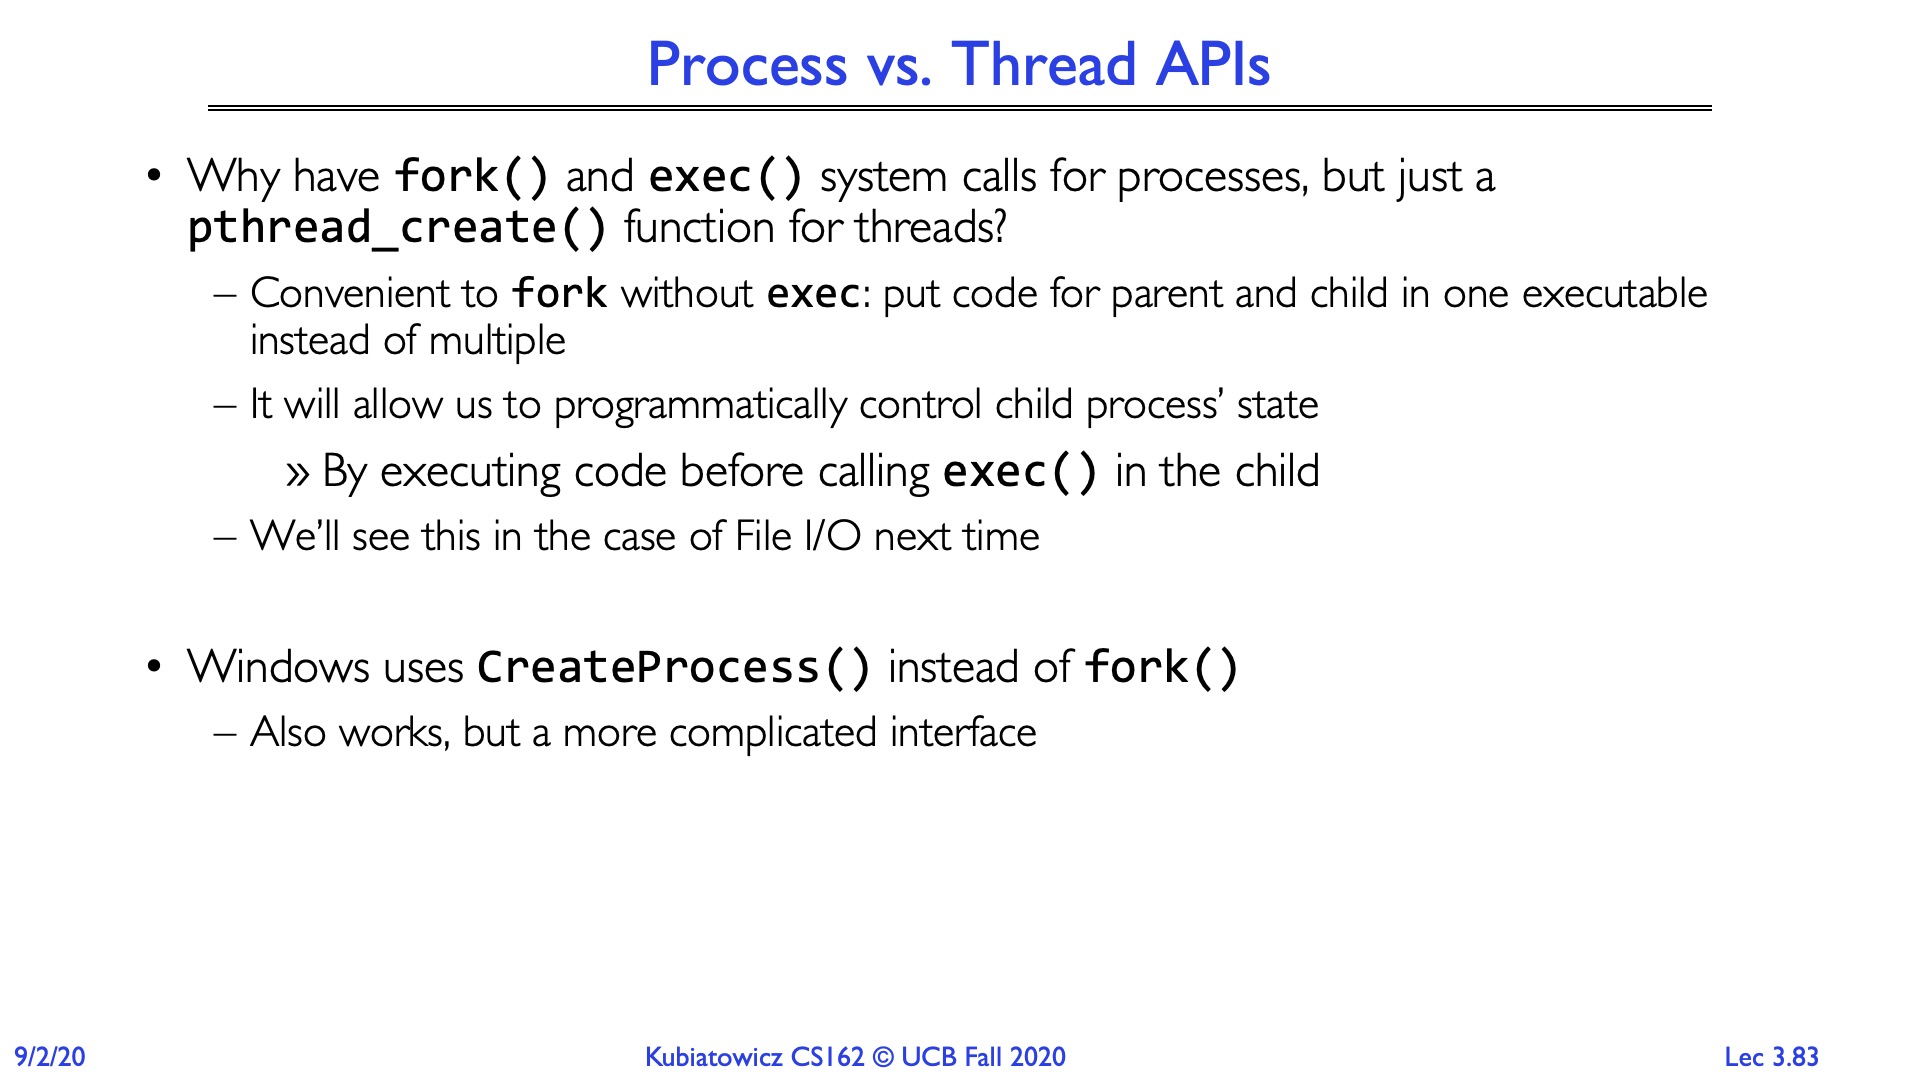 Process vs. Thread APIs
• Why have fork() and exec() system calls for processes, but just a
pthread_create() function for threads?
– Convenient to fork without exec: put code for parent and child in one executable
instead of multiple
– It will allow us to programmatically control child process’ state
» By executing code before calling exec() in the child
– We’ll see this in the case of File I/O next time
• Windows uses CreateProcess() instead of fork()
– Also works, but a more complicated interface
9/2/20
Kubiatowicz CS162 © UCB Fall 2020
Lec 3.83